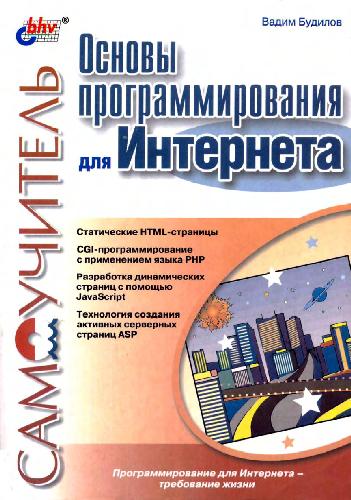 bhv®
Вадим Будилов
Основы
программирования
для Интернета
САМОУЧИТЕЛЬ
Статические HTML-страницы
CGI-программирование
с применением языка PHP
Разработка динамических
страниц с помощью
JavaScript
Технология создания
активных серверных
страниц ASP
Программирование для Интернета –
требование жизни